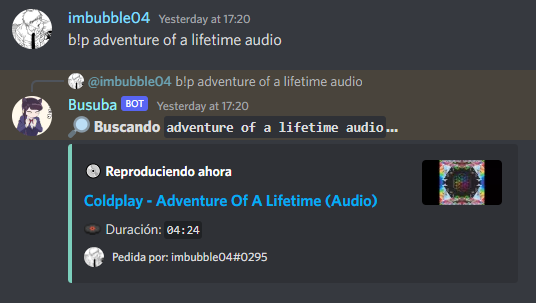 imbubble04 Yesterday at 17:20
b!p adventure of a lifetime audio
@imbubble04 b!p adventure of a lifetime audio
Busuba BOT Yesterday at 17:20
Buscando adventure of a lifetime audio...
Reproduciendo ahora
Coldplay - Adventure Of A Lifetime (Audio)
Duración: 04:24
Pedida por: imbubble04#0295